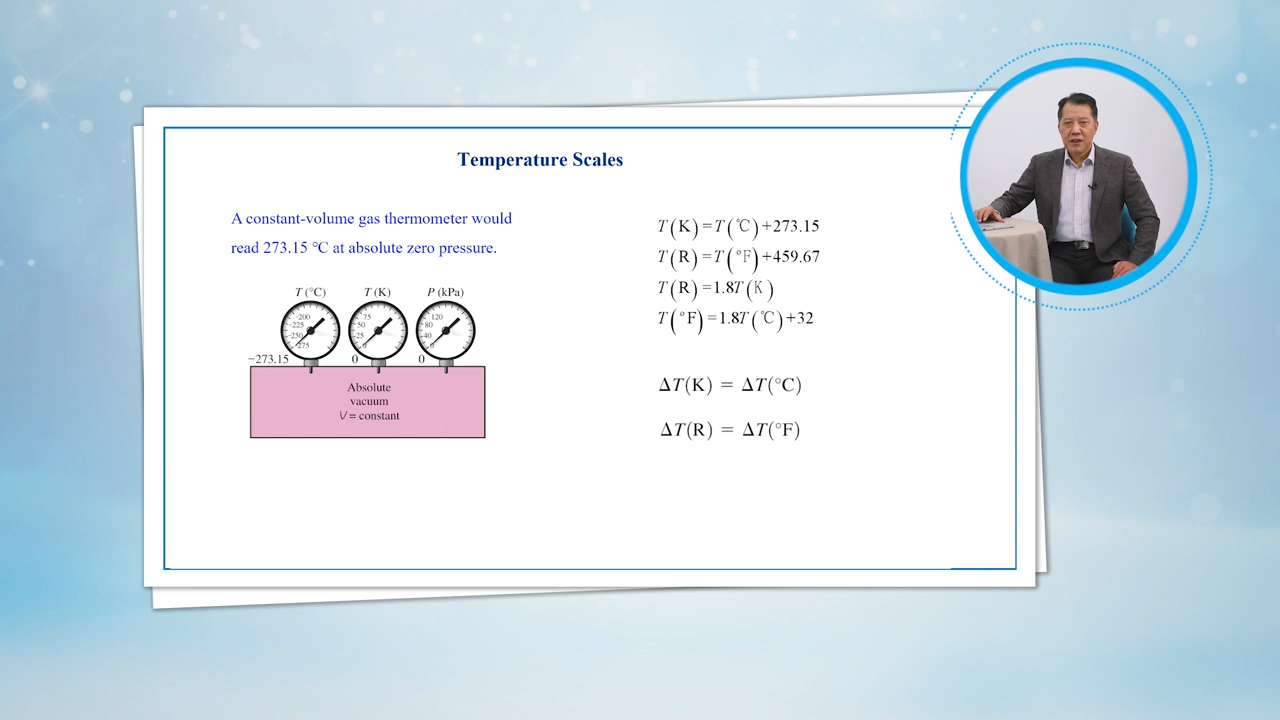 Temperature Scales
A constant-volume gas thermometer would
read 273.15 ℃ at absolute zero pressure.
T (°C)
T (K)
P (kPa)
-200
-225
-250
-275
75
50
25
0
120
80
40
0
−273.15
0
0
Absolute
vacuum
V = constant
T(K)=T(℃)+273.15
T(R)=T(°F)+459.67
T(R)=1.8T(K)
T(°F)=1.8T(℃)+32
ΔT(K) = ΔT(°C)
ΔT(R) = ΔT(°F)